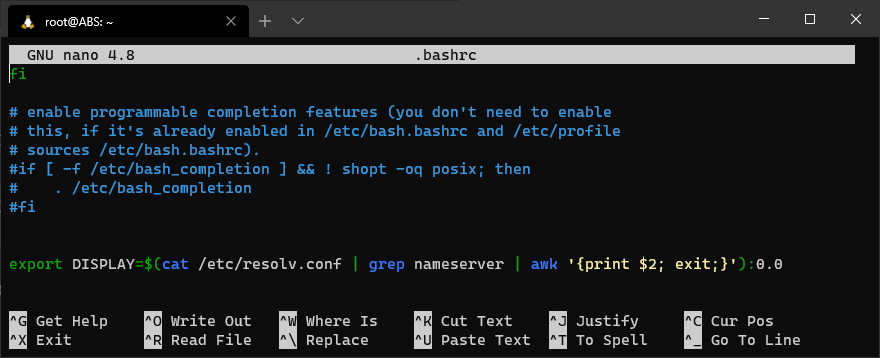 root@ABS: ~
GNU nano 4.8 .bashrc
fi
# enable programmable completion features (you don't need to enable
# this, if it's already enabled in /etc/bash.bashrc and /etc/profile
# sources /etc/bash.bashrc).
#if [ -f /etc/bash_completion ] && ! shopt -oq posix; then
#    . /etc/bash_completion
#fi
export DISPLAY=$(cat /etc/resolv.conf | grep nameserver | awk '{print $2; exit;}'):0.0
^G Get Help ^O Write Out ^W Where Is ^K Cut Text ^J Justify ^C Cur Pos
^X Exit ^R Read File ^\ Replace ^U Paste Text ^T To Spell ^_ Go To Line